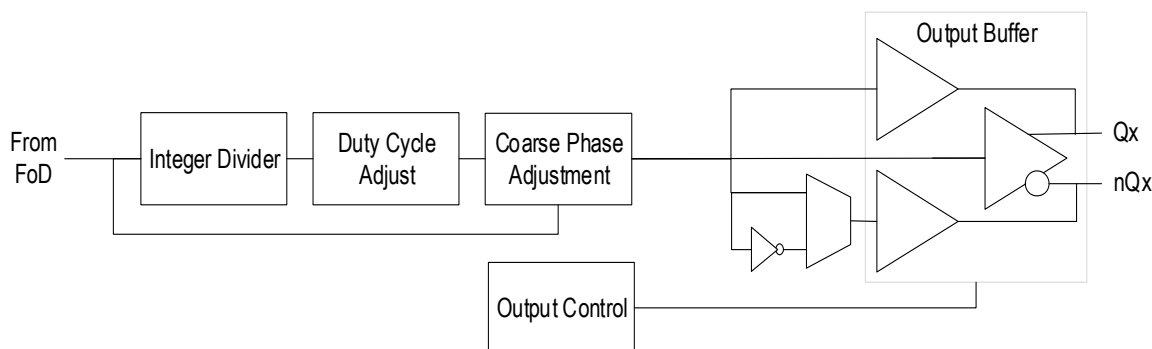 Output Buffer
From
FoD
Integer Divider
Duty Cycle
Adjust
Coarse Phase
Adjustment
Qx
nQx
Output Control